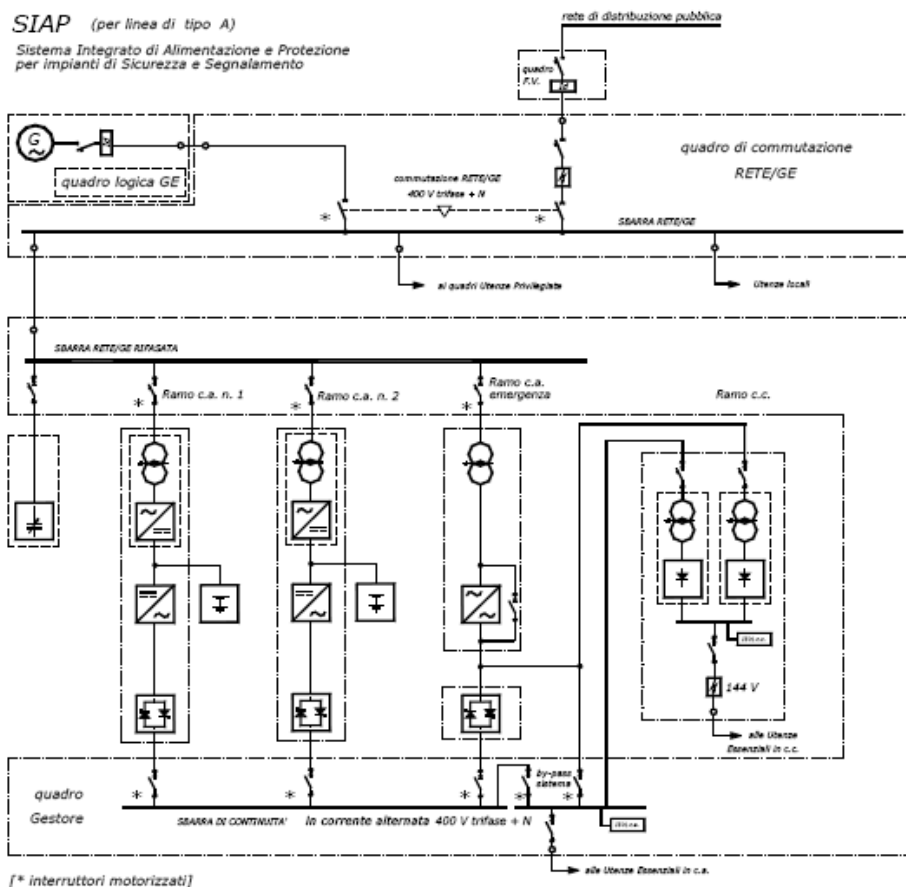 SIAP (per linea di tipo A)
Sistema Integrato di Alimentazione e Protezione
per impianti di Sicurezza e Segnalamento
rete di distribuzione pubblica
quadro
F.V.
Id
G
Id
quadro logica GE
commutazione RETE/GE
400 V trifase + N
quadro di commutazione
RETE/GE
*
*
SBARRA RETE/GE
ai quadri Utenze Privilegiate
Utenze locali
SBARRA RETE/GE RIFASATA
* Ramo c.a. n. 1
* Ramo c.a. n. 2
* Ramo c.a.
emergenza
Ramo c.c.
144 V
alle Utenze
Essenziali in c.c.
quadro
Gestore
*
*
*
by-pass
sistema
*
*
SBARRA DI CONTINUITA' In corrente alternata 400 V trifase + N
alle Utenze Essenziali in c.a.
[* interruttori motorizzati]